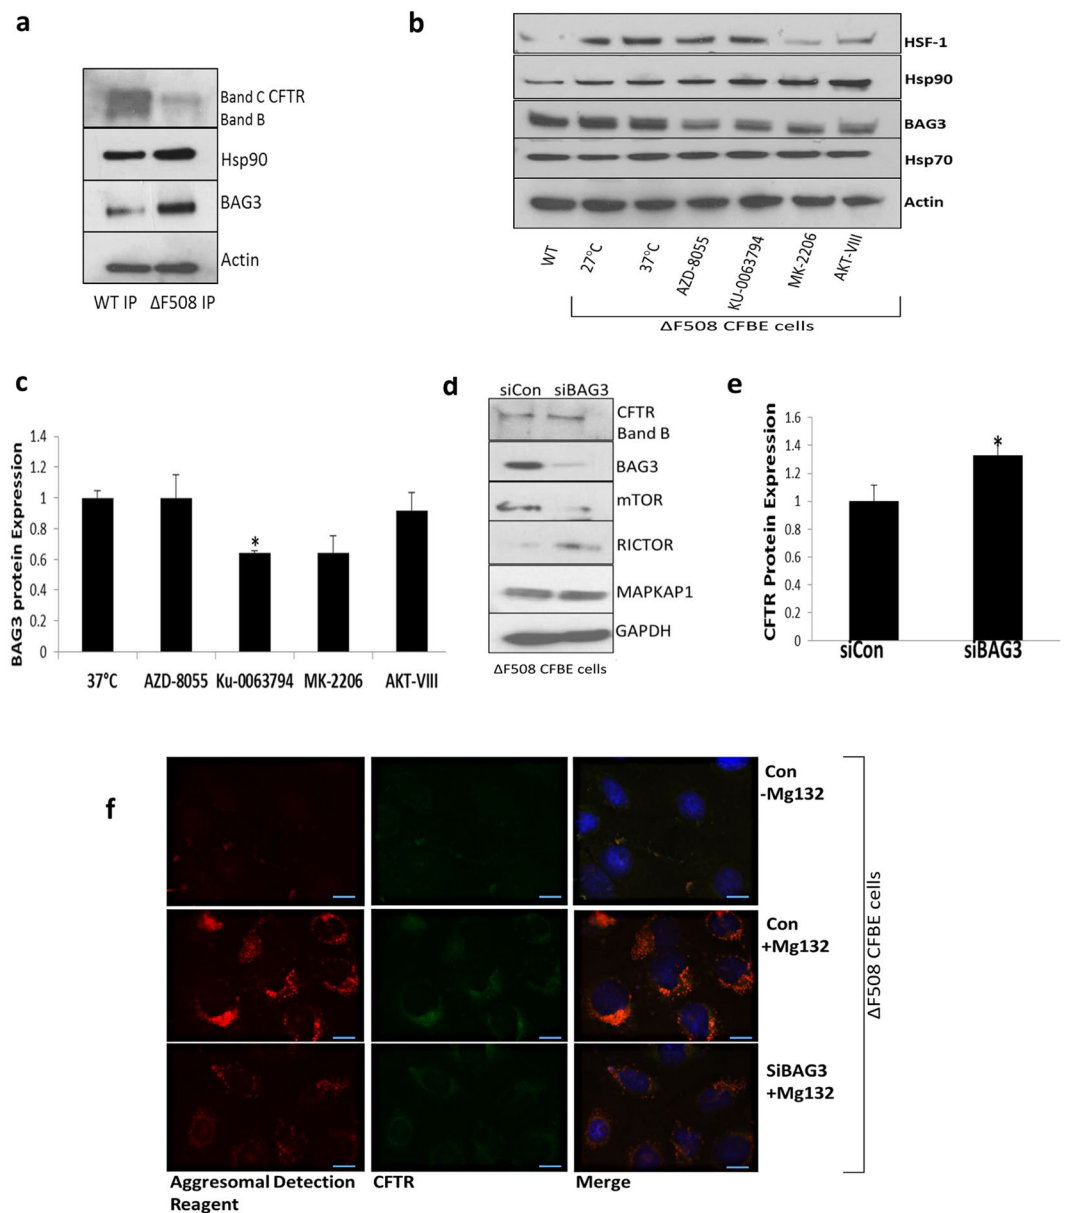 a
Band C CFTR
Band B
Hsp90
BAG3
Actin
WT IP ΔF508 IP
b
HSF-1
Hsp90
BAG3
Hsp70
Actin
WT
27°C
37°C
AZD-8055
KU-0063794
MK-2206
AKT-VIII
ΔF508 CFBE cells
c
BAG3 protein Expression
1.4
1.2
1
0.8
0.6
0.4
0.2
0
*
37°C AZD-8055 Ku-0063794 MK-2206 AKT-VIII
d
siCon siBAG3
CFTR
Band B
BAG3
mTOR
RICTOR
MAPKAP1
GAPDH
ΔF508 CFBE cells
e
CFTR Protein Expression
1.6
1.4
1.2
1
0.8
0.6
0.4
0.2
0
*
siCon siBAG3
f
Con
-Mg132
Con
+Mg132
SiBAG3
+Mg132
ΔF508 CFBE cells
Aggresomal Detection
Reagent
CFTR
Merge